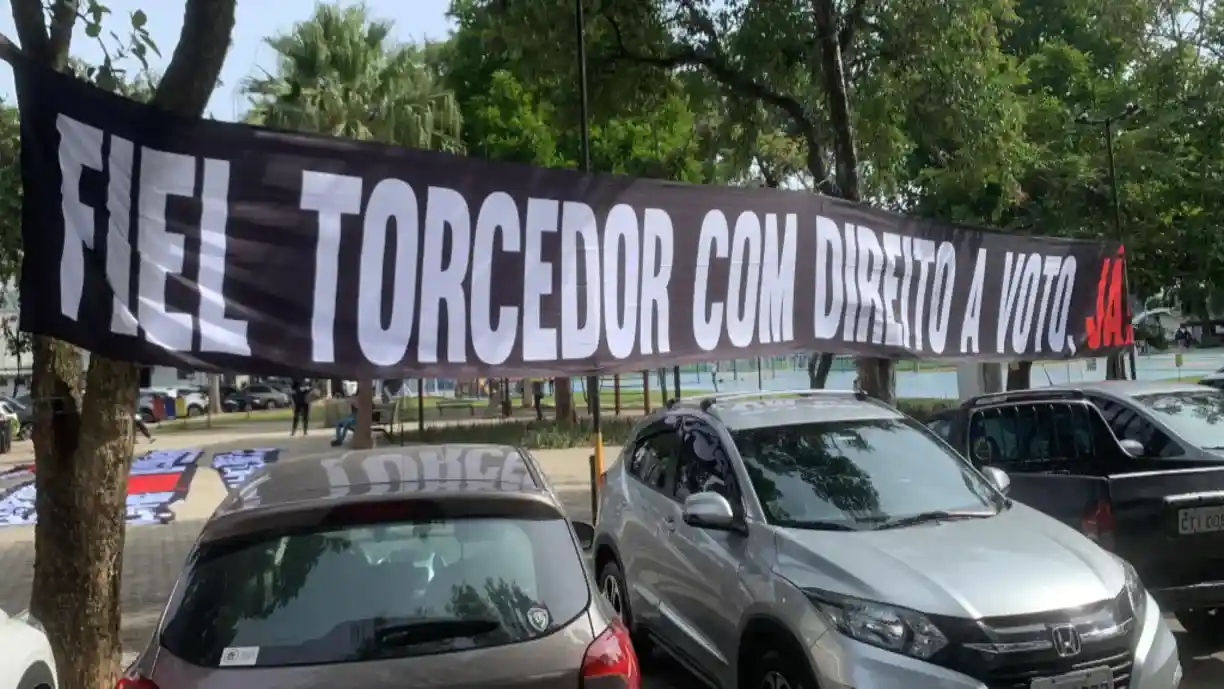 FIEL TORCEDOR COM DIREITO A VOTO, JÁ!